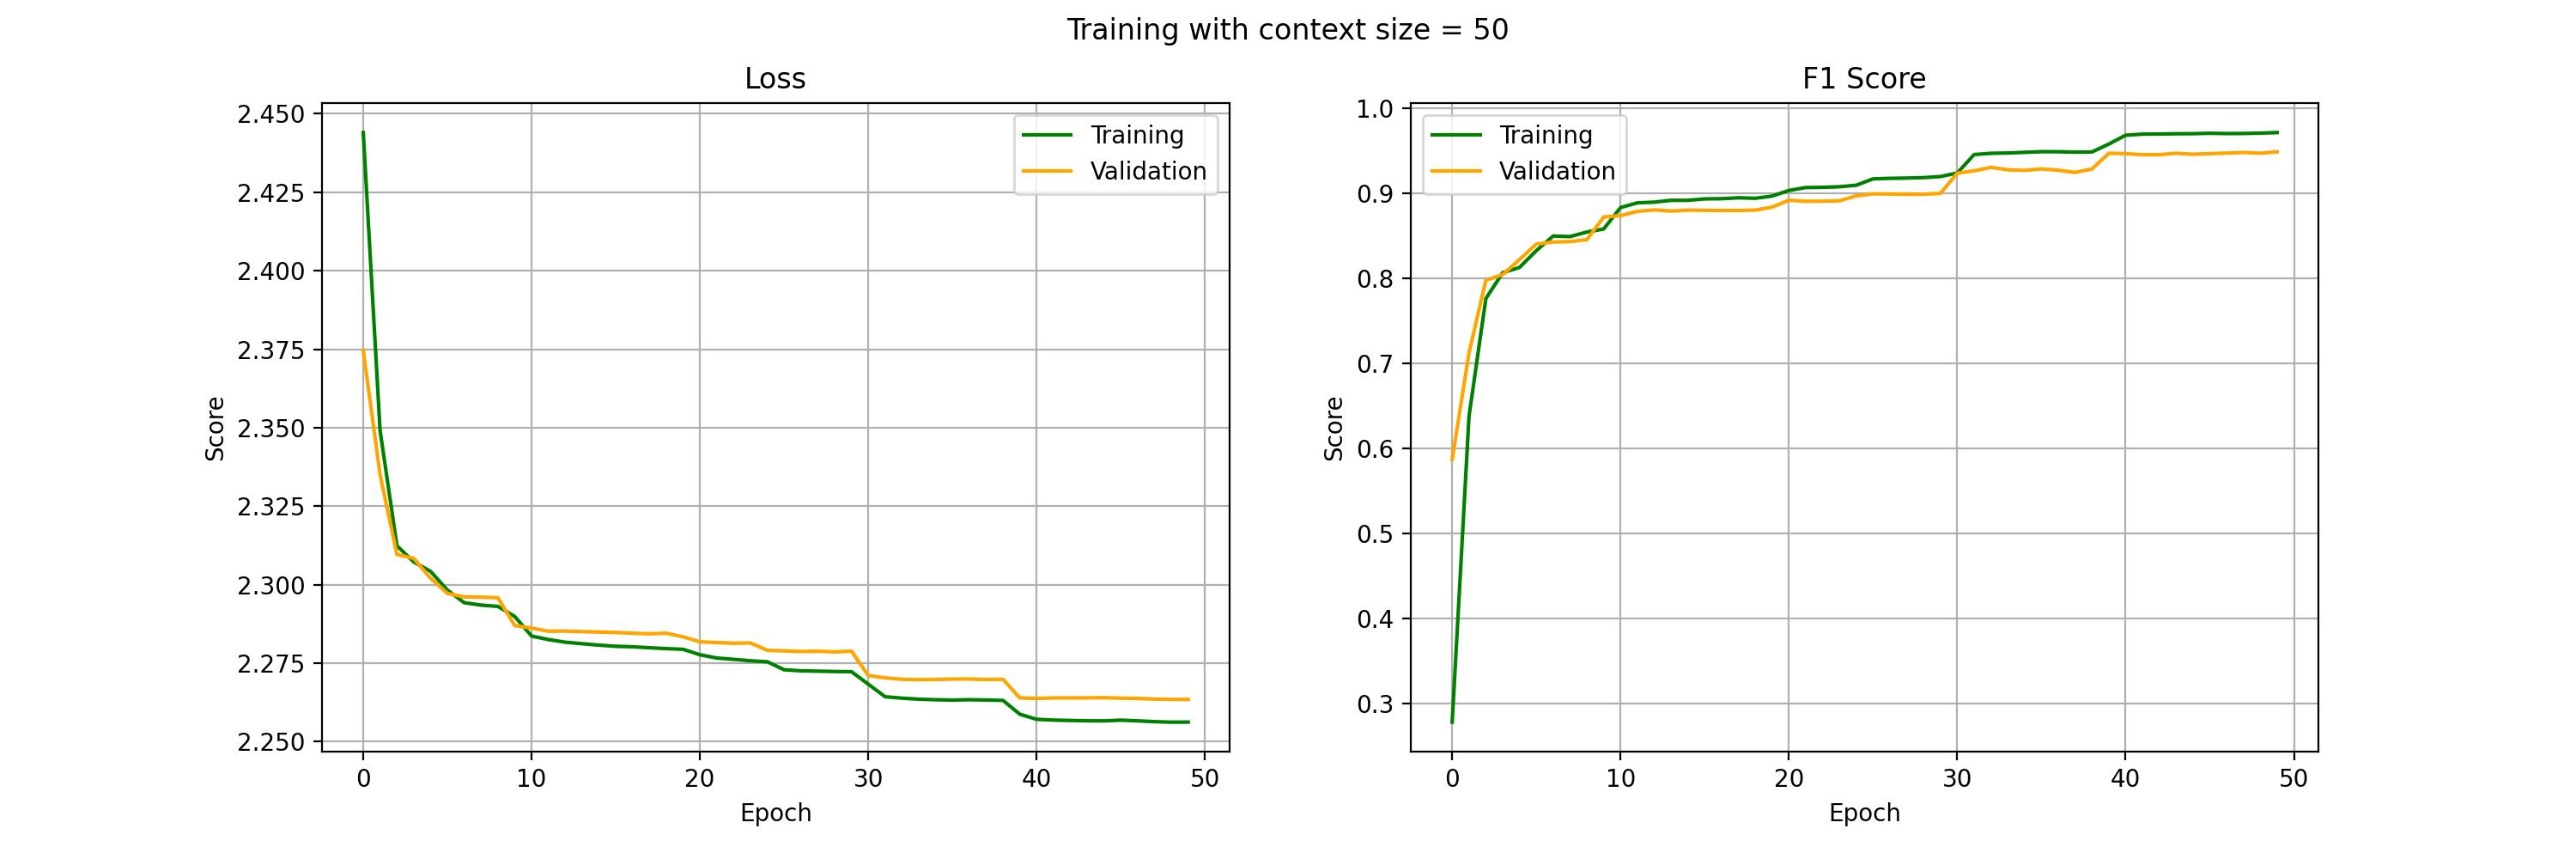 Training with context size = 50
Loss
2.450
2.425
2.400
2.375
2.350
2.325
2.300
2.275
2.250
Score
0 10 20 30 40 50
Epoch
Training
Validation
F1 Score
1.0
0.9
0.8
0.7
0.6
0.5
0.4
0.3
Score
0 10 20 30 40 50
Epoch
Training
Validation